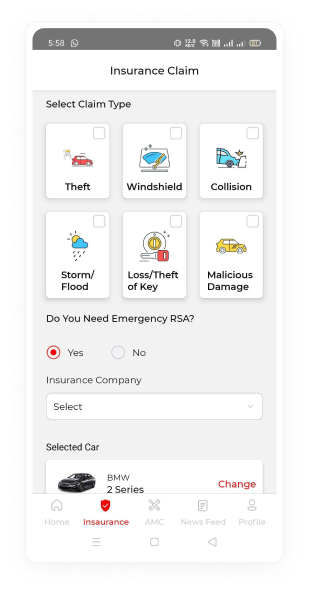 5:58
Insurance Claim
Select Claim Type
Theft
Windshield
Collision
Storm/
Flood
Loss/Theft
of Key
Malicious
Damage
Do You Need Emergency RSA?
Yes
No
Insurance Company
Select
Selected Car
BMW
2 Series
Change
Home
Insaurance
AMC
News Feed
Profile